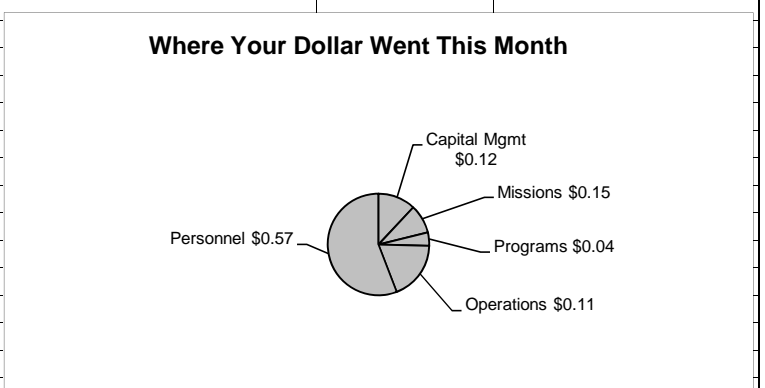 Where Your Dollar Went This Month
Capital Mgmt
$0.12
Missions $0.15
Personnel $0.57
Programs $0.04
Operations $0.11